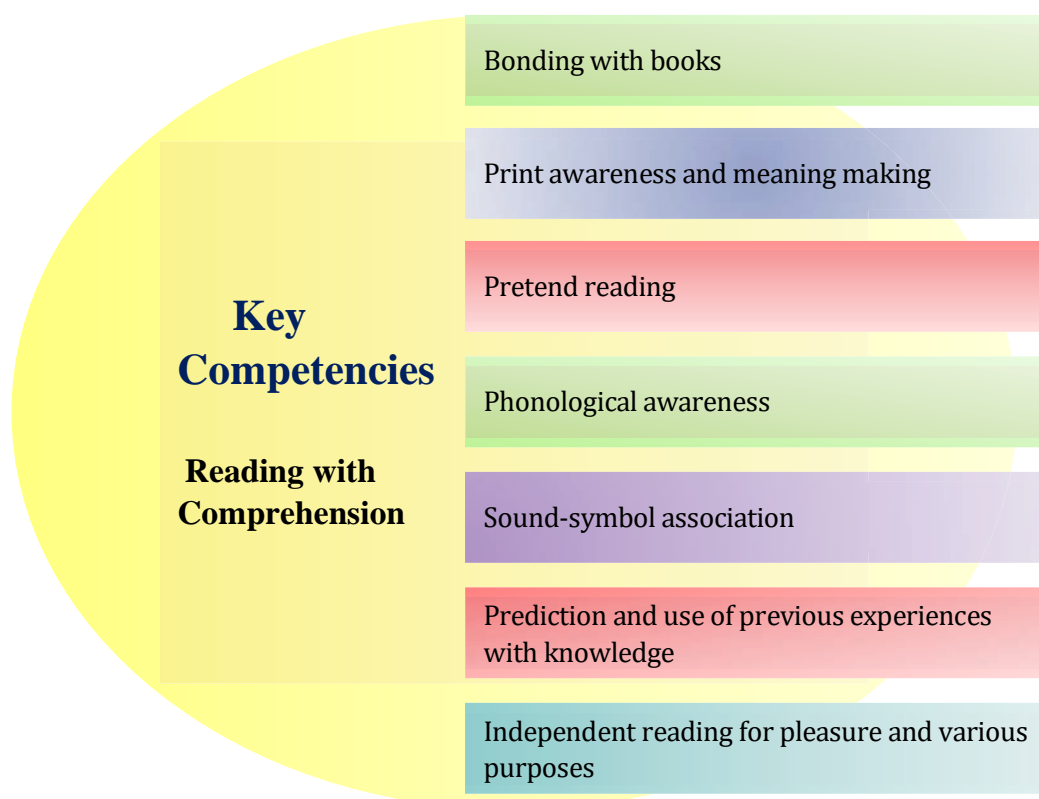 Key
Competencies
Reading with
Comprehension
Bonding with books
Print awareness and meaning making
Pretend reading
Phonological awareness
Sound-symbol association
Prediction and use of previous experiences
with knowledge
Independent reading for pleasure and various
purposes